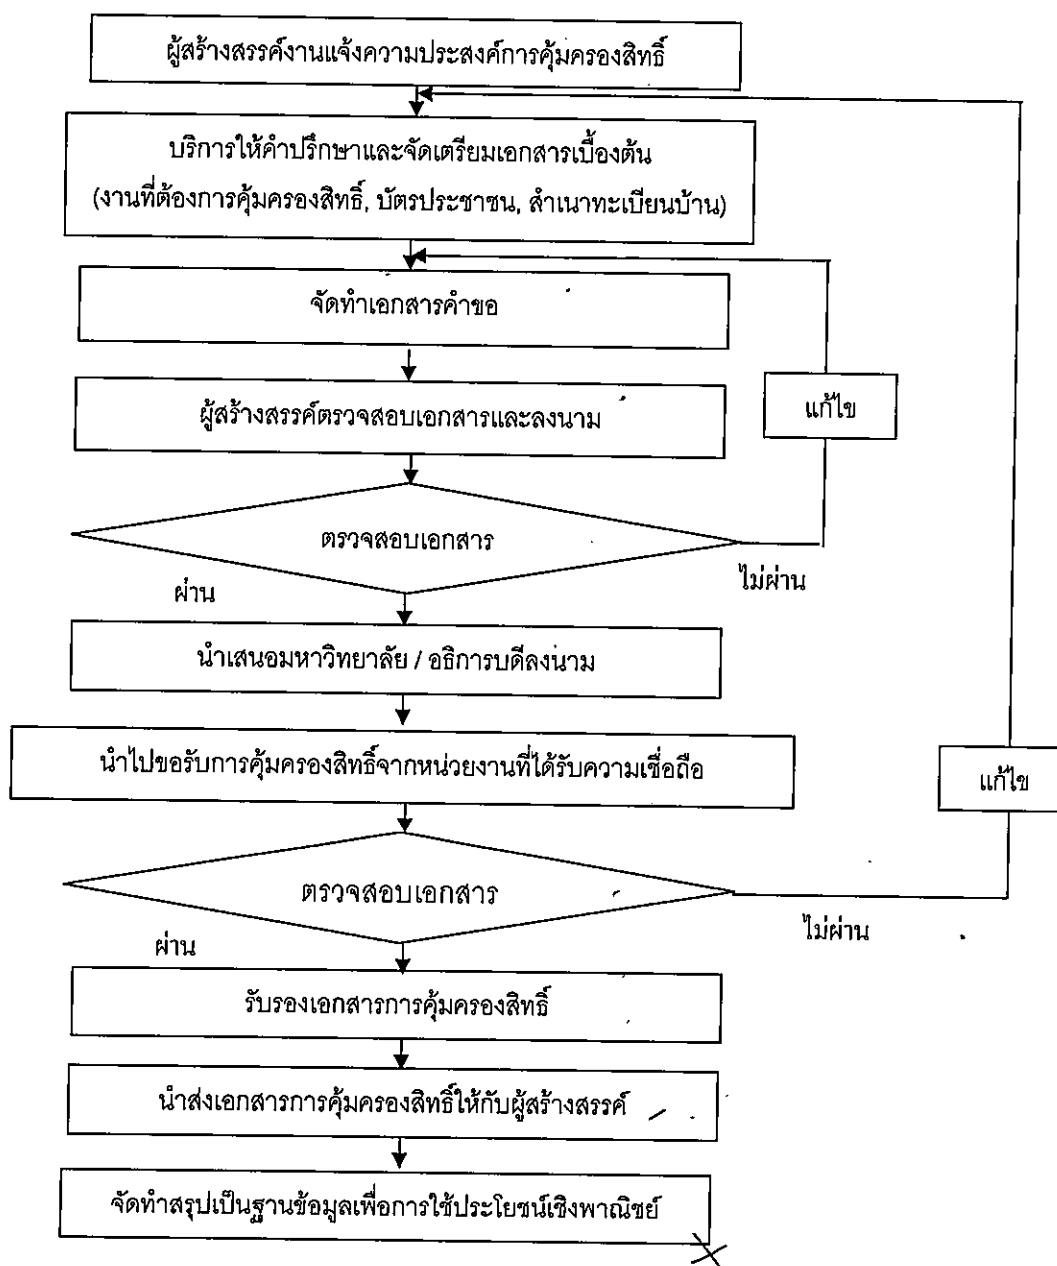 ผู้สร้างสรรค์งานแจ้งความประสงค์การคุ้มครองสิทธิ์
บริการให้คำปรึกษาและจัดเตรียมเอกสารเบื้องต้น
(งานที่ต้องการคุ้มครองสิทธิ์, บัตรประชาชน, สำเนาทะเบียนบ้าน)
จัดทำเอกสารคำขอ
ผู้สร้างสรรค์ตรวจสอบเอกสารและลงนาม
แก้ไข
ตรวจสอบเอกสาร
ผ่าน
ไม่ผ่าน
นำเสนอมหาวิทยาลัย / อธิการบดีลงนาม
นำไปขอรับการคุ้มครองสิทธิ์จากหน่วยงานที่ได้รับความเชื่อถือ
แก้ไข
ตรวจสอบเอกสาร
ผ่าน
ไม่ผ่าน
รับรองเอกสารการคุ้มครองสิทธิ์
นำส่งเอกสารการคุ้มครองสิทธิ์ให้กับผู้สร้างสรรค์
จัดทำสรุปเป็นฐานข้อมูลเพื่อการใช้ประโยชน์เชิงพาณิชย์